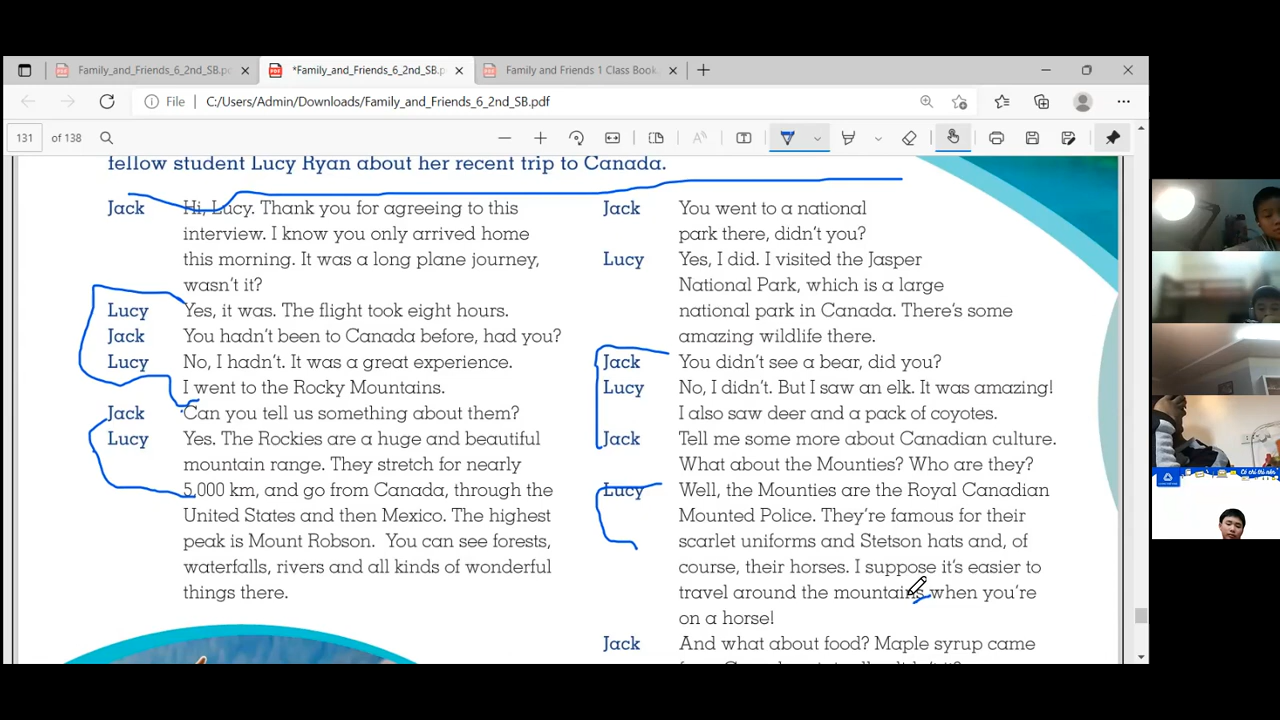 Family_and_Friends_6_2nd_SB.p
*Family_and_Friends_6_2nd_SB.p
Family and Friends 1 Class Book.
File
C:/Users/Admin/Downloads/Family_and_Friends_6_2nd_SB.pdf
131
of 138
fellow student Lucy Ryan about her recent trip to Canada.
Jack Hi, Lucy. Thank you for agreeing to this
interview. I know you only arrived home
this morning. It was a long plane journey,
wasn't it?
Lucy Yes, it was. The flight took eight hours.
Jack You hadn't been to Canada before, had you?
Lucy No, I hadn't. It was a great experience.
I went to the Rocky Mountains.
Jack Can you tell us something about them?
Lucy Yes. The Rockies are a huge and beautiful
mountain range. They stretch for nearly
5,000 km, and go from Canada, through the
United States and then Mexico. The highest
peak is Mount Robson. You can see forests,
waterfalls, rivers and all kinds of wonderful
things there.
Jack You went to a national
park there, didn't you?
Lucy Yes, I did. I visited the Jasper
National Park, which is a large
national park in Canada. There's some
amazing wildlife there.
Jack You didn't see a bear, did you?
Lucy No, I didn't. But I saw an elk. It was amazing!
I also saw deer and a pack of coyotes.
Jack Tell me some more about Canadian culture.
What about the Mounties? Who are they?
Lucy Well, the Mounties are the Royal Canadian
Mounted Police. They're famous for their
scarlet uniforms and Stetson hats and, of
course, their horses. I suppose it's easier to
travel around the mountains when you're
on a horse!
Jack And what about food? Maple syrup came
Có chí thì nên